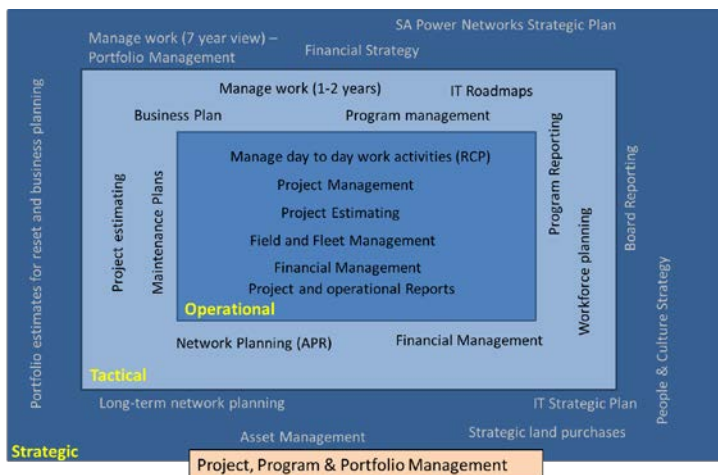 SA Power Networks Strategic Plan
Manage work (7 year view) –
Portfolio Management
Financial Strategy
Portfolio estimates for reset and business planning
Manage work (1-2 years)
IT Roadmaps
Business Plan
Program management
Project estimating
Maintenance Plans
Manage day to day work activities (RCP)
Project Management
Project Estimating
Field and Fleet Management
Financial Management
Project and operational Reports
Operational
Program Reporting
Workforce planning
Board Reporting
People & Culture Strategy
Network Planning (APR)
Financial Management
Tactical
Long-term network planning
IT Strategic Plan
Asset Management
Strategic land purchases
Strategic
Project, Program & Portfolio Management